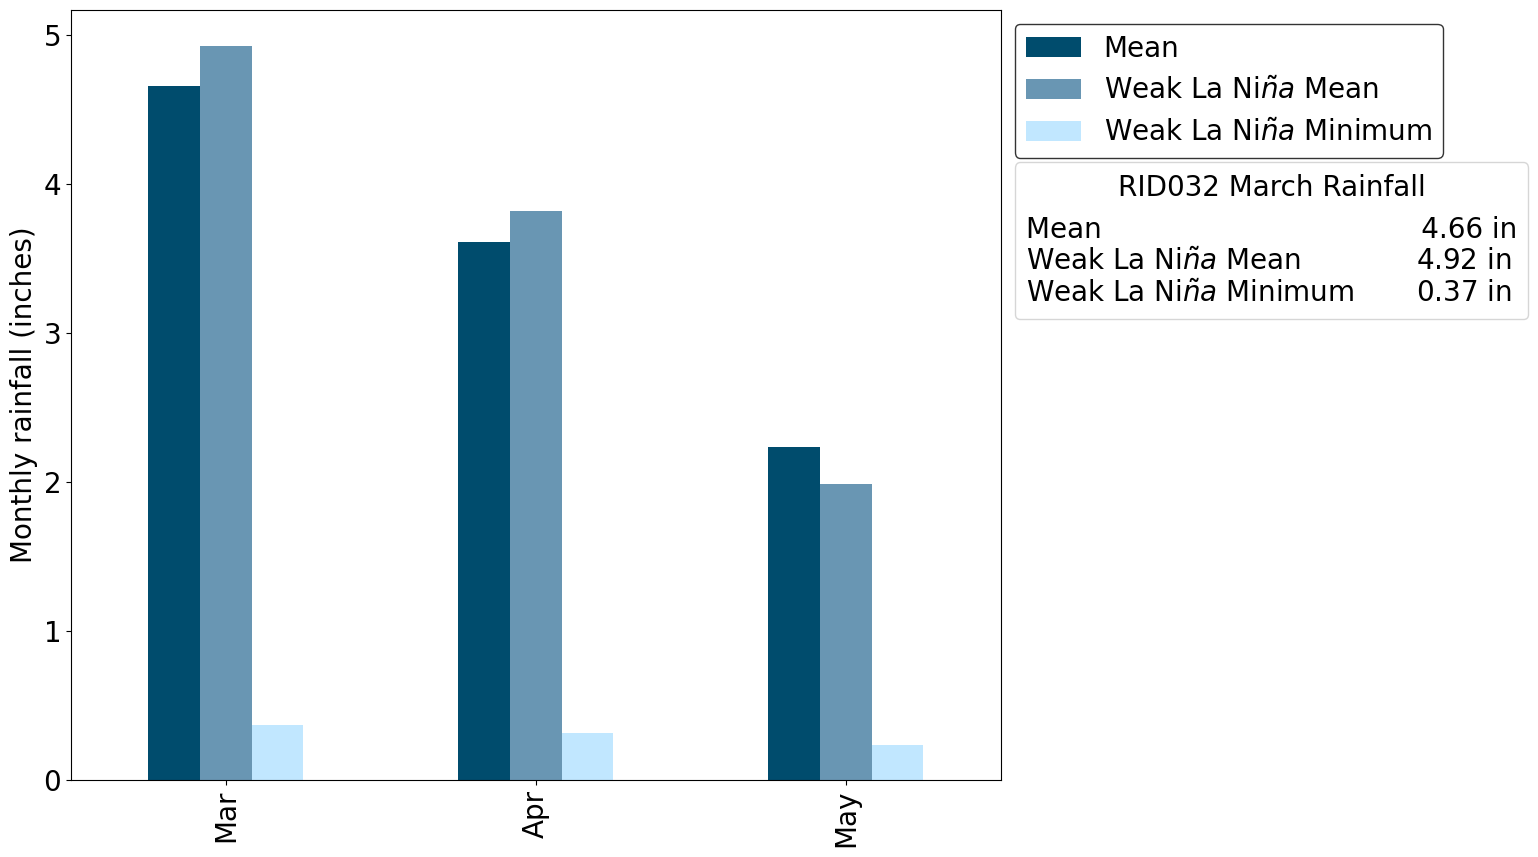 Monthly rainfall (inches)
5
4
3
2
1
0
Mar
Apr
May
Mean
Weak La Niña Mean
Weak La Niña Minimum
RID032 March Rainfall
Mean 4.66 in
Weak La Niña Mean 4.92 in
Weak La Niña Minimum 0.37 in